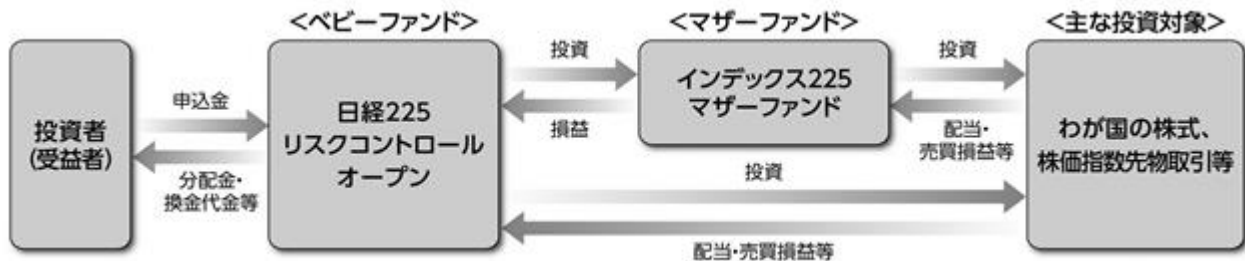 <ベビーファンド>
<マザーファンド>
<主な投資対象>
投資者
(受益者)
申込金
分配金・
換金代金等
日経225
リスクコントロール
オープン
投資
損益
インデックス225
マザーファンド
投資
配当・
売買損益等
わが国の株式、
株価指数先物取引等
投資
配当・売買損益等